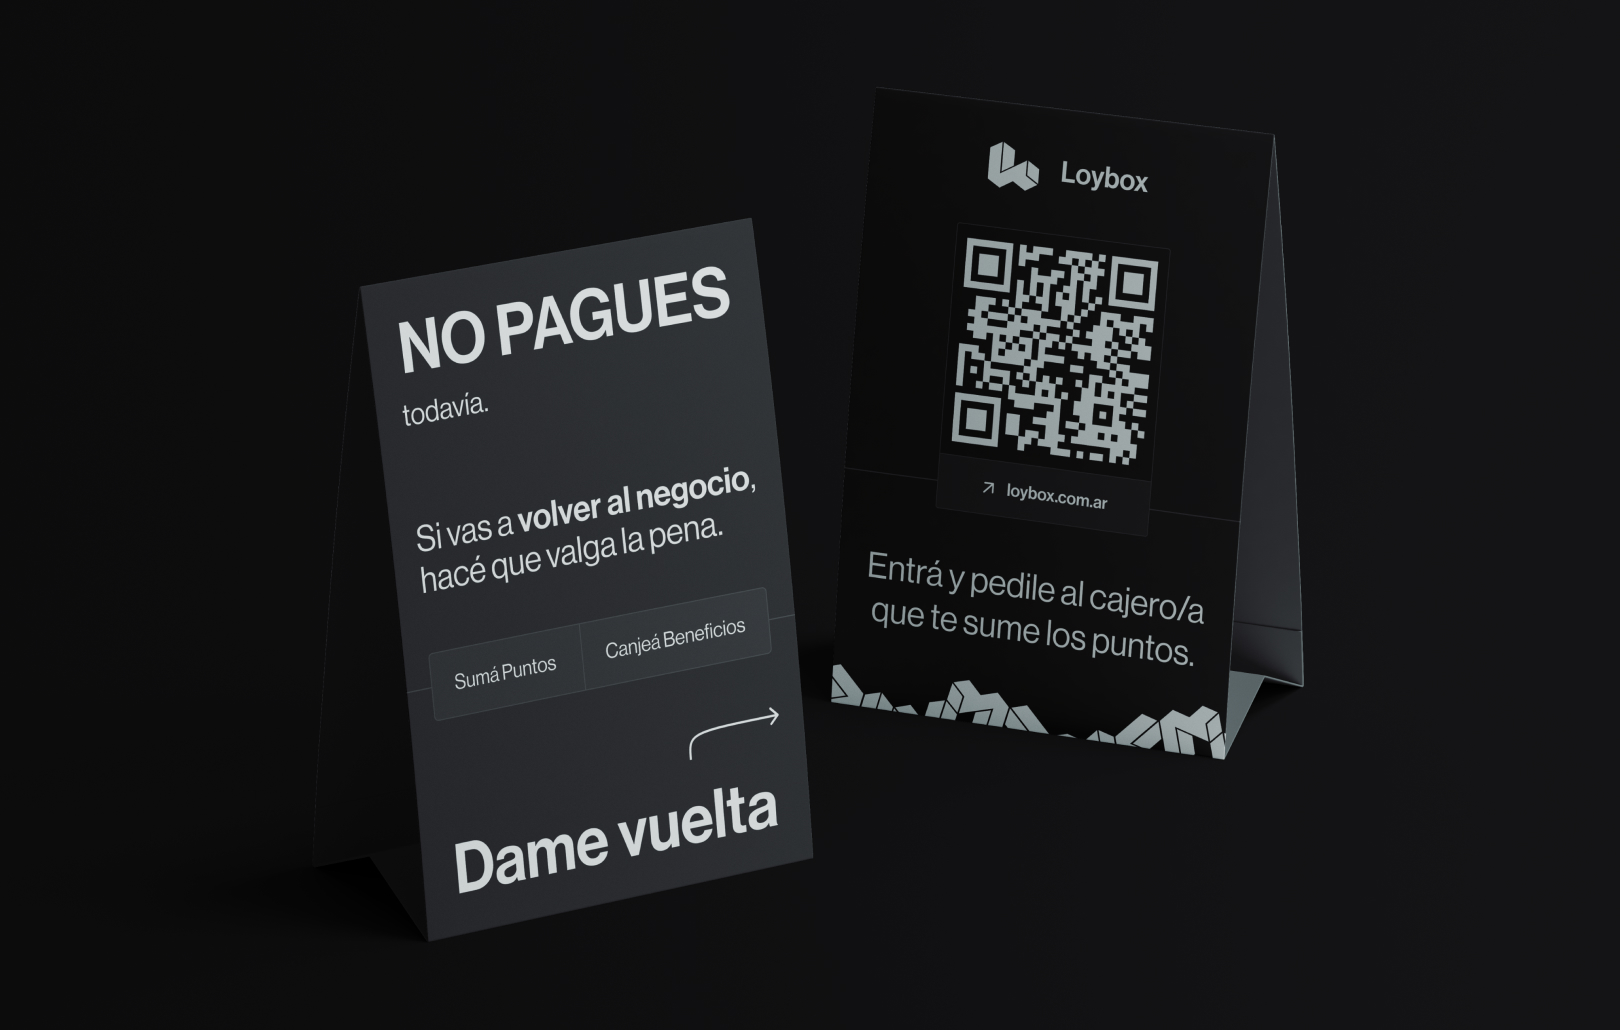 NO PAGUES
todavía.
Si vas a volver al negocio,
hacé que valga la pena.
Sumá Puntos
Canjeá Beneficios
Dame vuelta
Loybox
loybox.com.ar
Entrá y pedile al cajero/a
que te sume los puntos.